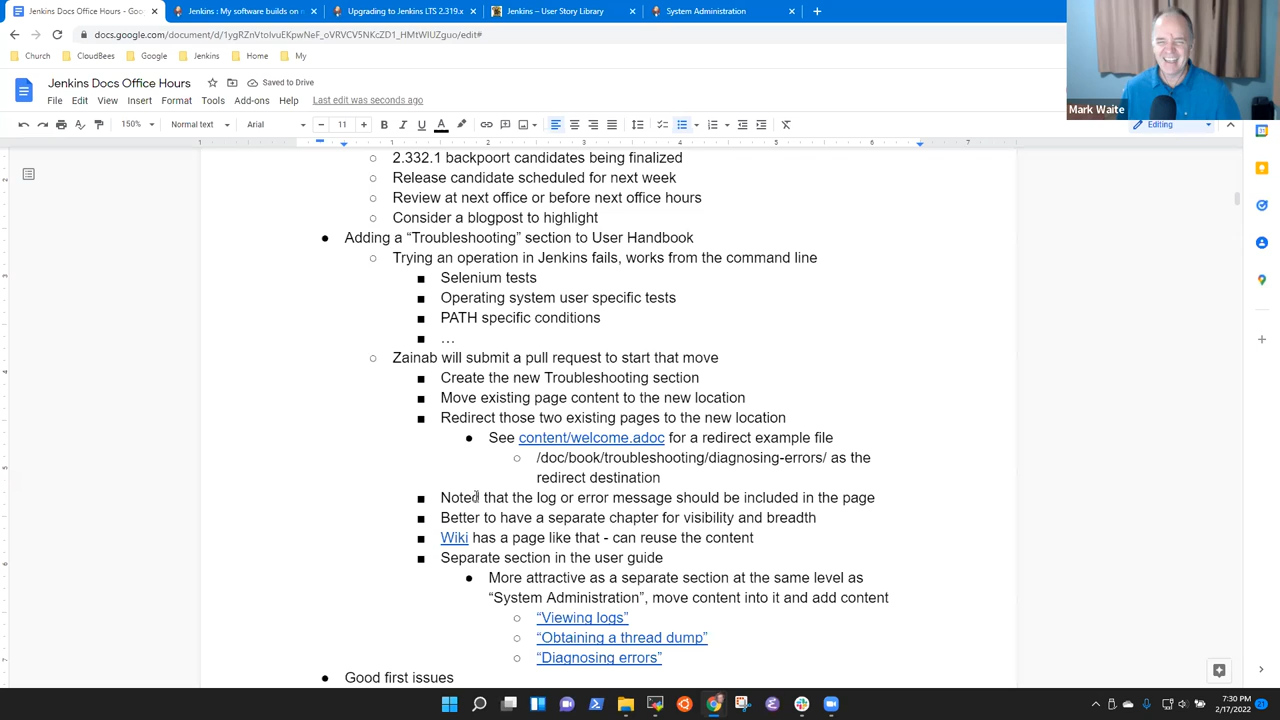 Jenkins Docs Office Hours - Goo
Jenkins : My software builds on m
Upgrading to Jenkins LTS 2.319.x
Jenkins – User Story Library
System Administration
Church
CloudBees
Google
Jenkins
Home
My
Jenkins Docs Office Hours
Saved to Drive
File Edit View Insert Format Tools Add-ons Help Last edit was seconds ago
150% Normal text Arial 11
Editing
Mark Waite
2.332.1 backpoort candidates being finalized
Release candidate scheduled for next week
Review at next office or before next office hours
Consider a blogpost to highlight
Adding a “Troubleshooting” section to User Handbook
Trying an operation in Jenkins fails, works from the command line
Selenium tests
Operating system user specific tests
PATH specific conditions
…
Zainab will submit a pull request to start that move
Create the new Troubleshooting section
Move existing page content to the new location
Redirect those two existing pages to the new location
See content/welcome.adoc for a redirect example file
/doc/book/troubleshooting/diagnosing-errors/ as the
redirect destination
Noted that the log or error message should be included in the page
Better to have a separate chapter for visibility and breadth
Wiki has a page like that - can reuse the content
Separate section in the user guide
More attractive as a separate section at the same level as
“System Administration”, move content into it and add content
“Viewing logs”
“Obtaining a thread dump”
“Diagnosing errors”
Good first issues
7:30 PM
2/17/2022